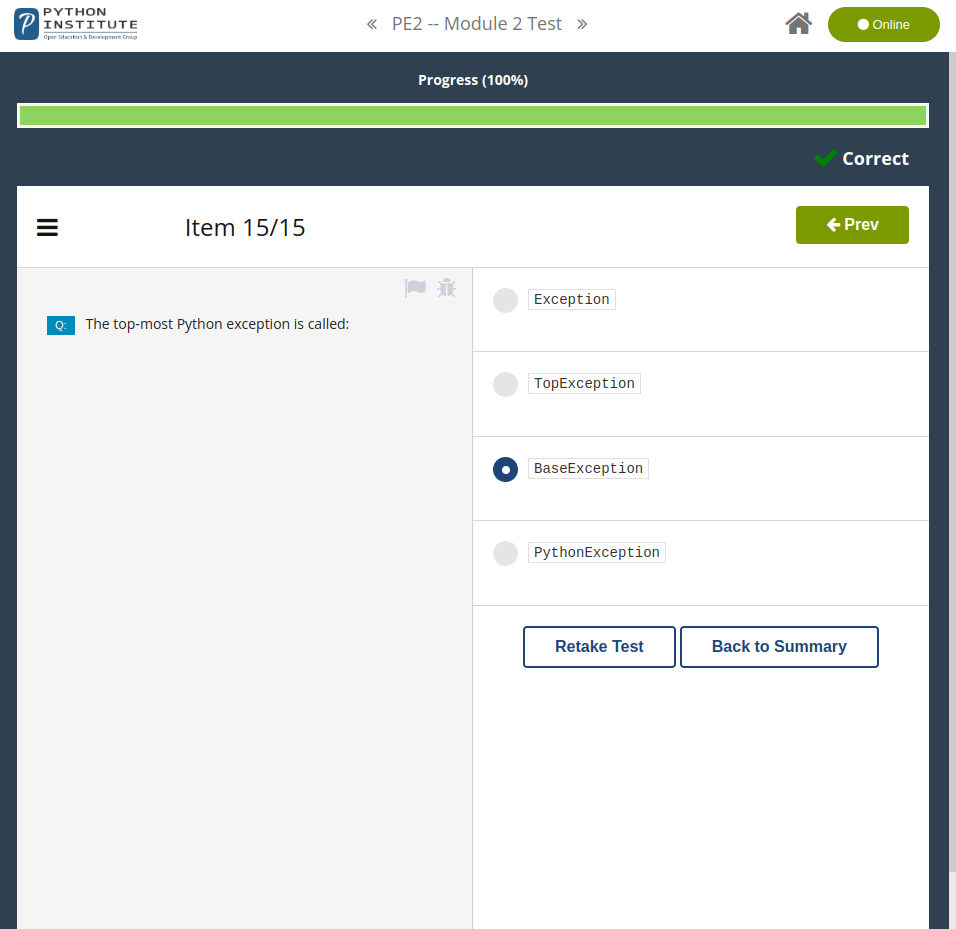 PYTHON
INSTITUTE
Open Education & Development Group
« PE2 -- Module 2 Test »
Online
Progress (100%)
Correct
Item 15/15
Prev
Q: The top-most Python exception is called:
Exception
TopException
BaseException
PythonException
Retake Test
Back to Summary